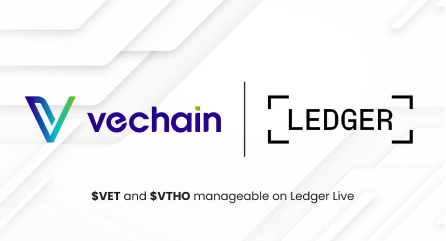 vechain
LEDGER
$VET and $VTHO manageable on Ledger Live